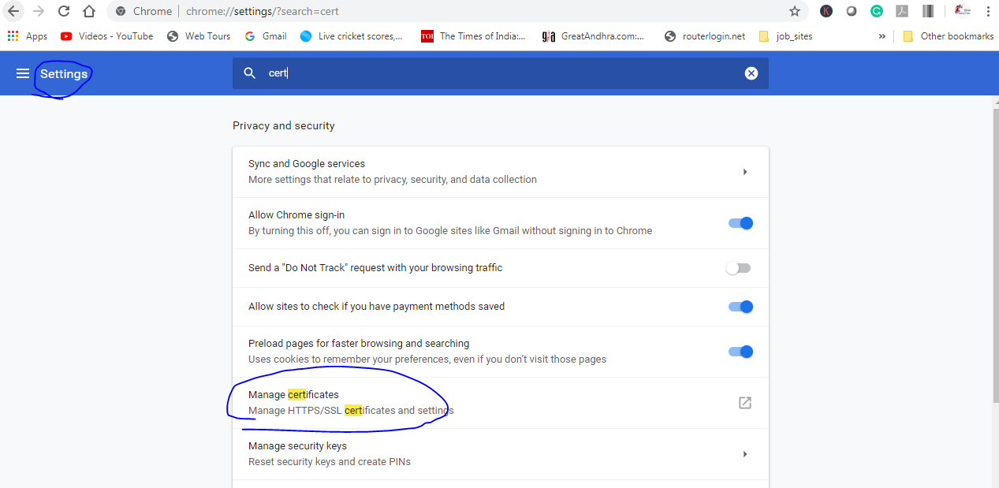 Chrome | chrome://settings/?search=cert
Apps Videos - YouTube Web Tours Gmail Live cricket scores,... TOI The Times of India:... g!a GreatAndhra.com:... routerlogin.net job_sites » Other bookmarks
Settings cert
Privacy and security
Sync and Google services
More settings that relate to privacy, security, and data collection
Allow Chrome sign-in
By turning this off, you can sign in to Google sites like Gmail without signing in to Chrome
Send a "Do Not Track" request with your browsing traffic
Allow sites to check if you have payment methods saved
Preload pages for faster browsing and searching
Uses cookies to remember your preferences, even if you don’t visit those pages
Manage certificates
Manage HTTPS/SSL certificates and settings
Manage security keys
Reset security keys and create PINs